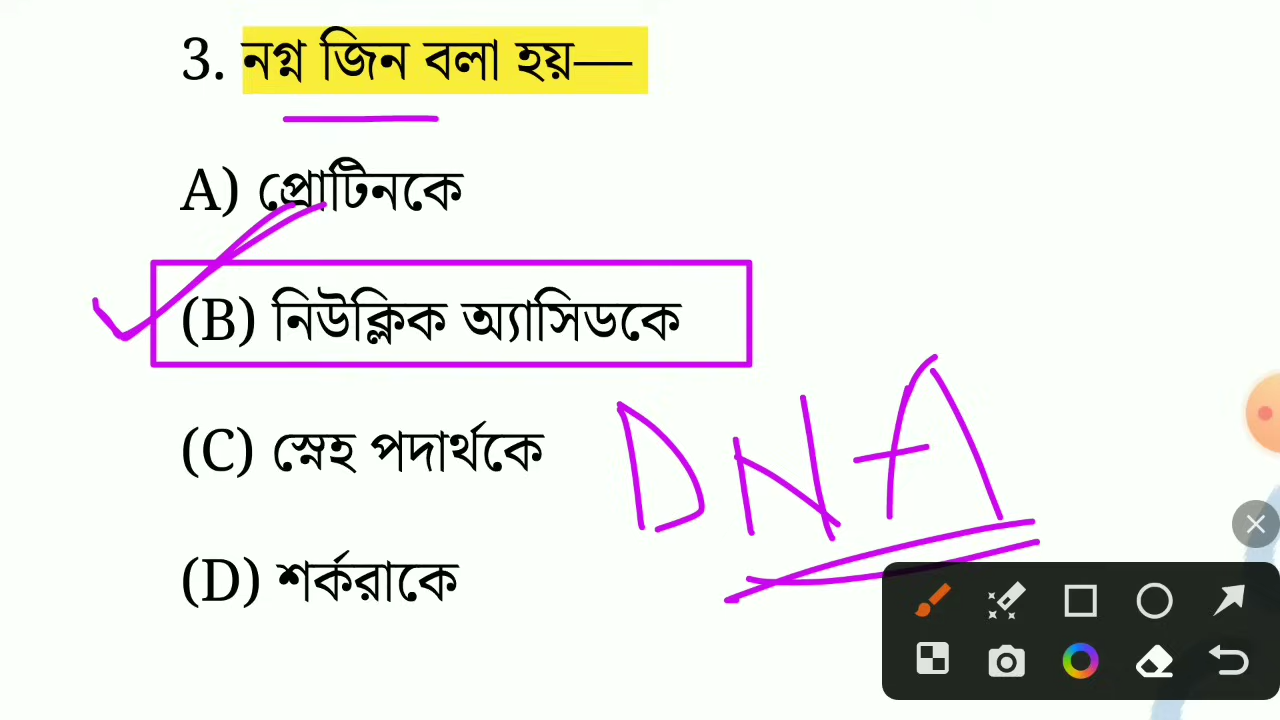 3. নগ্ন জিন বলা হয়—
A) প্রোটিনকে
(B) নিউক্লিক অ্যাসিডকে
(C) স্নেহ পদার্থকে
DNA
(D) শর্করাকে